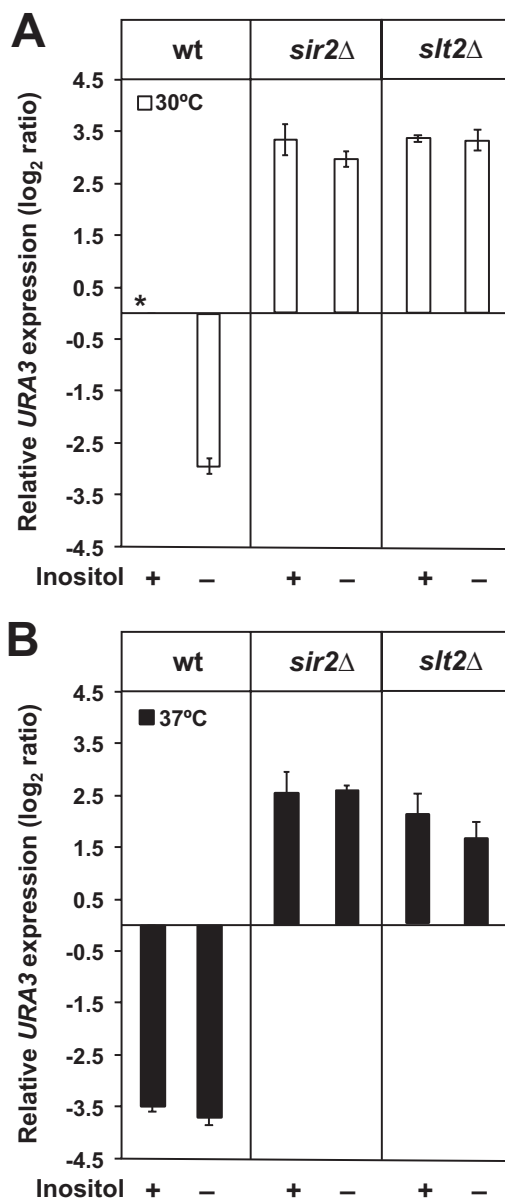 A
wt sir2Δ slt2Δ
4.5
30ºC
3.5
2.5
1.5
0.5
*
-0.5
-1.5
-2.5
-3.5
-4.5
Relative URA3 expression (log2 ratio)
Inositol + – + – + –
B
wt sir2Δ slt2Δ
4.5
37ºC
3.5
2.5
1.5
0.5
-0.5
-1.5
-2.5
-3.5
-4.5
Relative URA3 expression (log2 ratio)
Inositol + – + – + –